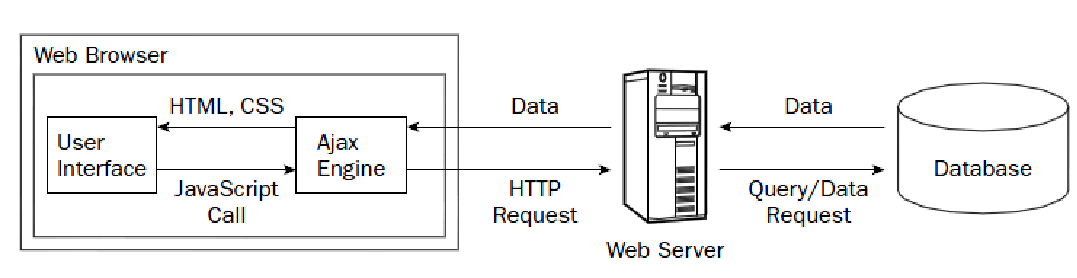 Web Browser
HTML, CSS
User
Interface
Ajax
Engine
JavaScript
Call
Data
HTTP
Request
Web Server
Data
Query/Data
Request
Database